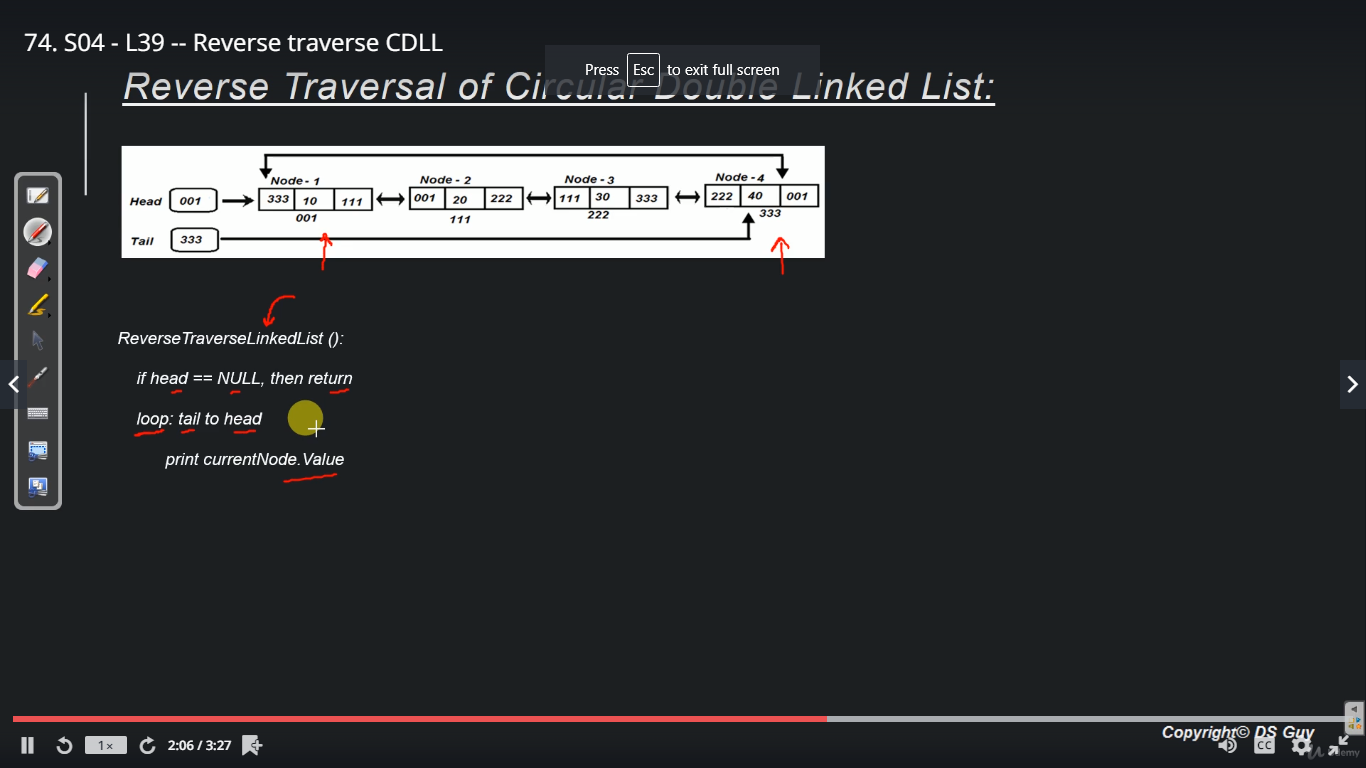 74. S04 - L39 -- Reverse traverse CDLL
Press Esc to exit full screen
Reverse Traversal of Circular Double Linked List:
Node - 1 Node - 2 Node - 3 Node - 4
Head 001 333 10 111 001 20 222 111 30 333 222 40 001
001 111 222 333
Tail 333
ReverseTraverseLinkedList ():
if head == NULL, then return
loop: tail to head
print currentNode.Value
Copyright© DS Guy
1x 2:06 / 3:27 CC